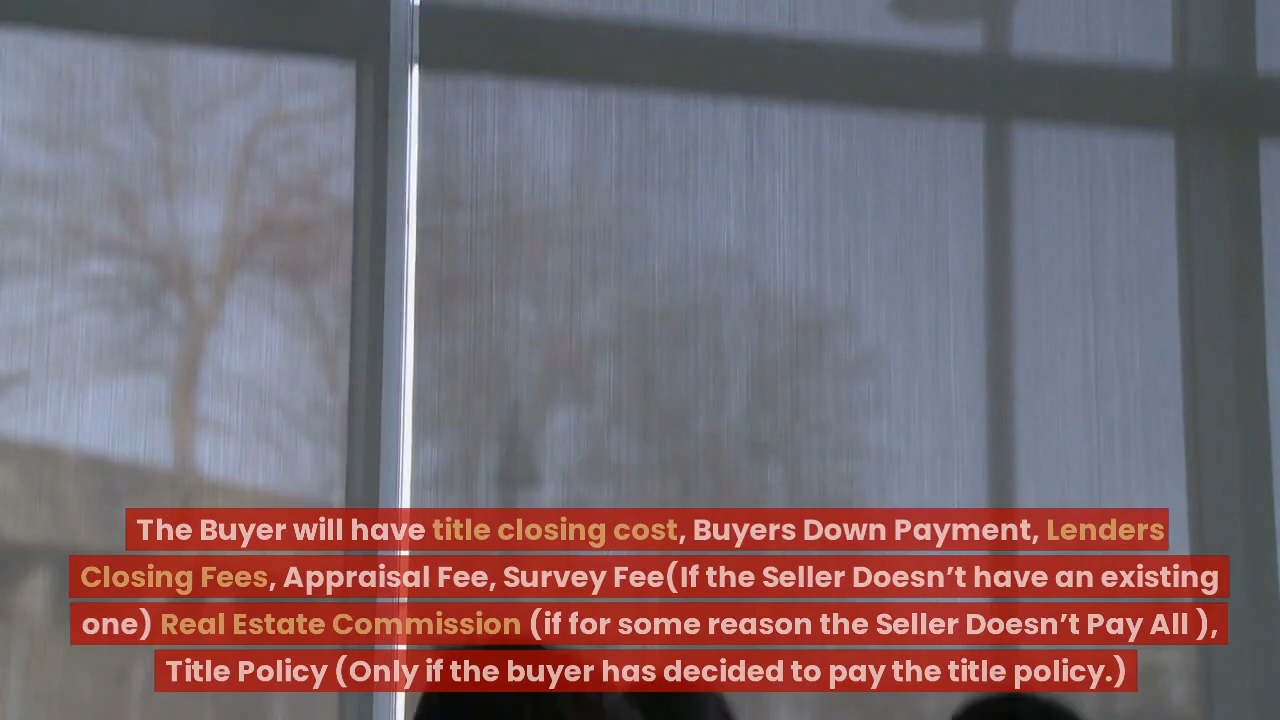 The Buyer will have title closing cost, Buyers Down Payment, Lenders
Closing Fees, Appraisal Fee, Survey Fee(If the Seller Doesn’t have an existing
one) Real Estate Commission (if for some reason the Seller Doesn’t Pay All ),
Title Policy (Only if the buyer has decided to pay the title policy.)